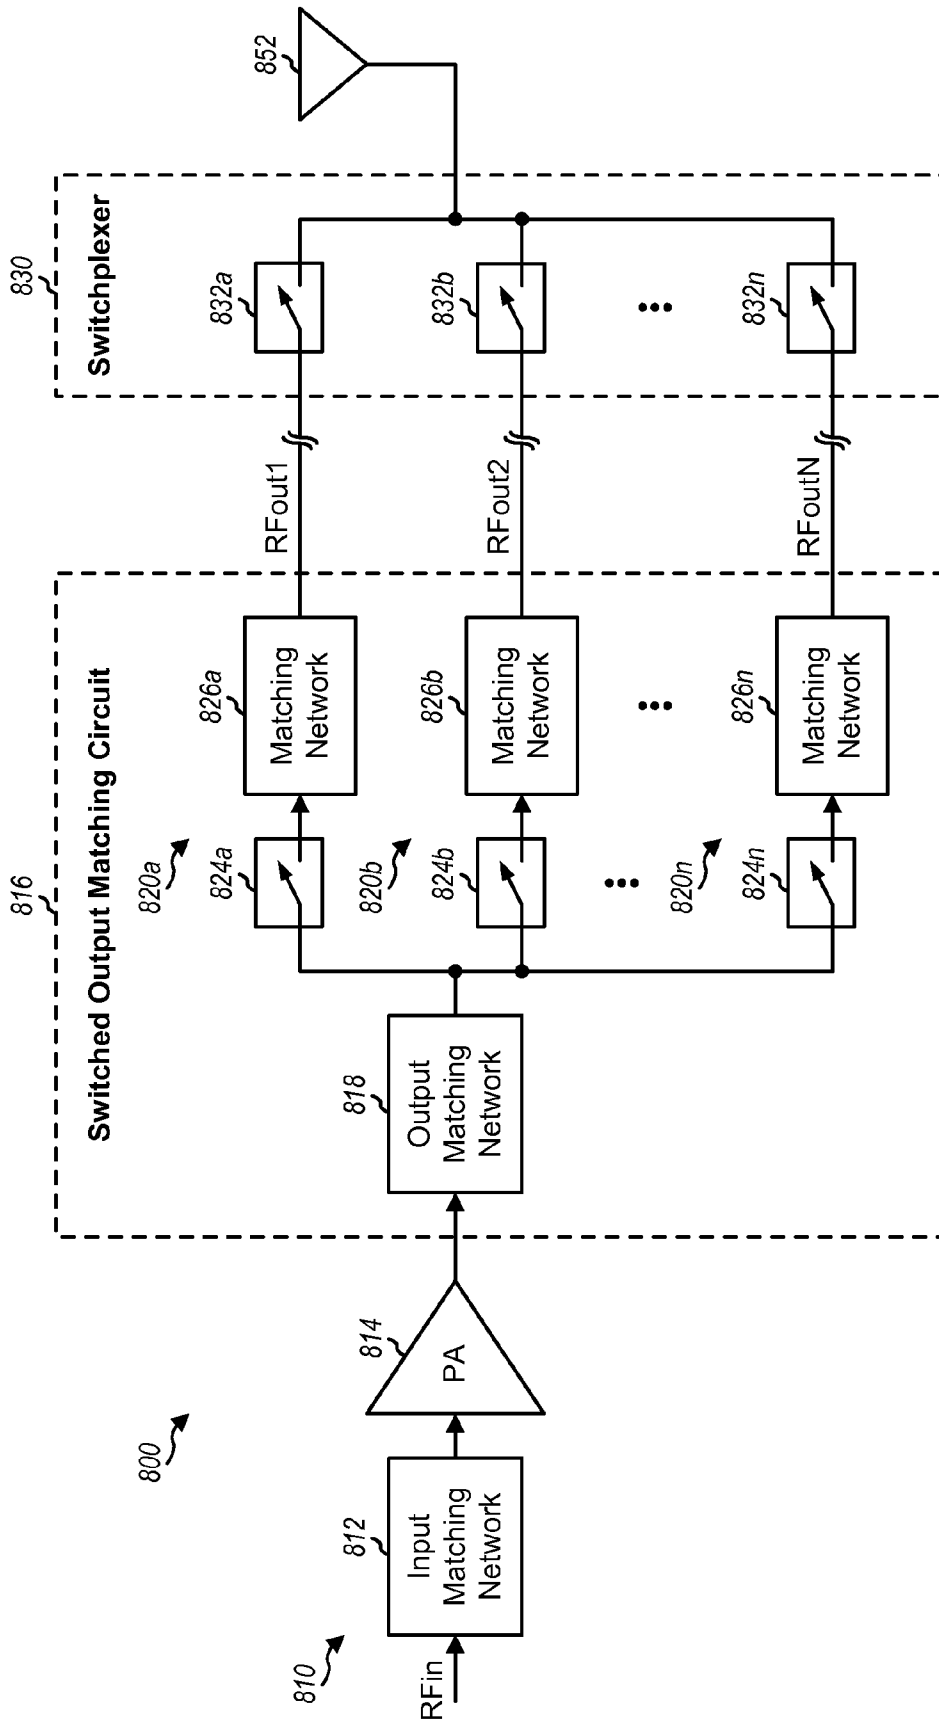 800
810
RFin
812
Input
Matching
Network
814
PA
816
Switched Output Matching Circuit
818
Output
Matching
Network
820a
824a
826a
Matching
Network
RFout1
820b
824b
826b
Matching
Network
RFout2
820n
824n
826n
Matching
Network
RFoutN
830
Switchplexer
832a
832b
832n
852